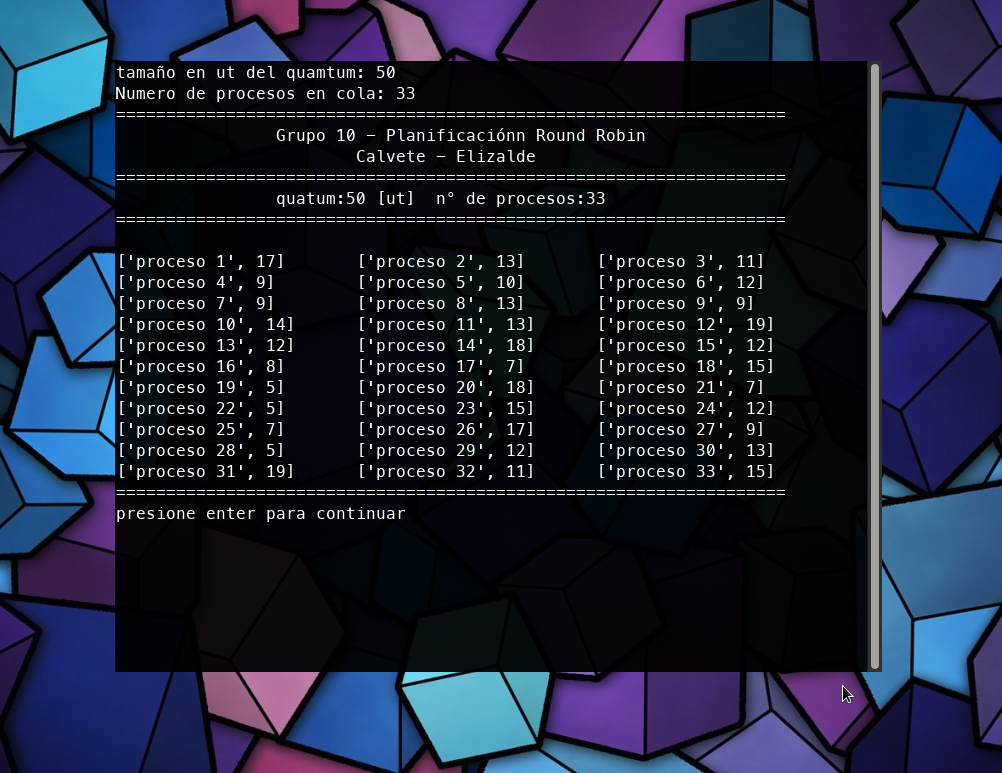 tamaño en ut del quamtum: 50
Numero de procesos en cola: 33
===================================================================
Grupo 10 − Planificaciónn Round Robin
Calvete − Elizalde
===================================================================
quatum:50 [ut]  n° de procesos:33
===================================================================
['proceso 1', 17] ['proceso 2', 13] ['proceso 3', 11]
['proceso 4', 9] ['proceso 5', 10] ['proceso 6', 12]
['proceso 7', 9] ['proceso 8', 13] ['proceso 9', 9]
['proceso 10', 14] ['proceso 11', 13] ['proceso 12', 19]
['proceso 13', 12] ['proceso 14', 18] ['proceso 15', 12]
['proceso 16', 8] ['proceso 17', 7] ['proceso 18', 15]
['proceso 19', 5] ['proceso 20', 18] ['proceso 21', 7]
['proceso 22', 5] ['proceso 23', 15] ['proceso 24', 12]
['proceso 25', 7] ['proceso 26', 17] ['proceso 27', 9]
['proceso 28', 5] ['proceso 29', 12] ['proceso 30', 13]
['proceso 31', 19] ['proceso 32', 11] ['proceso 33', 15]
===================================================================
presione enter para continuar